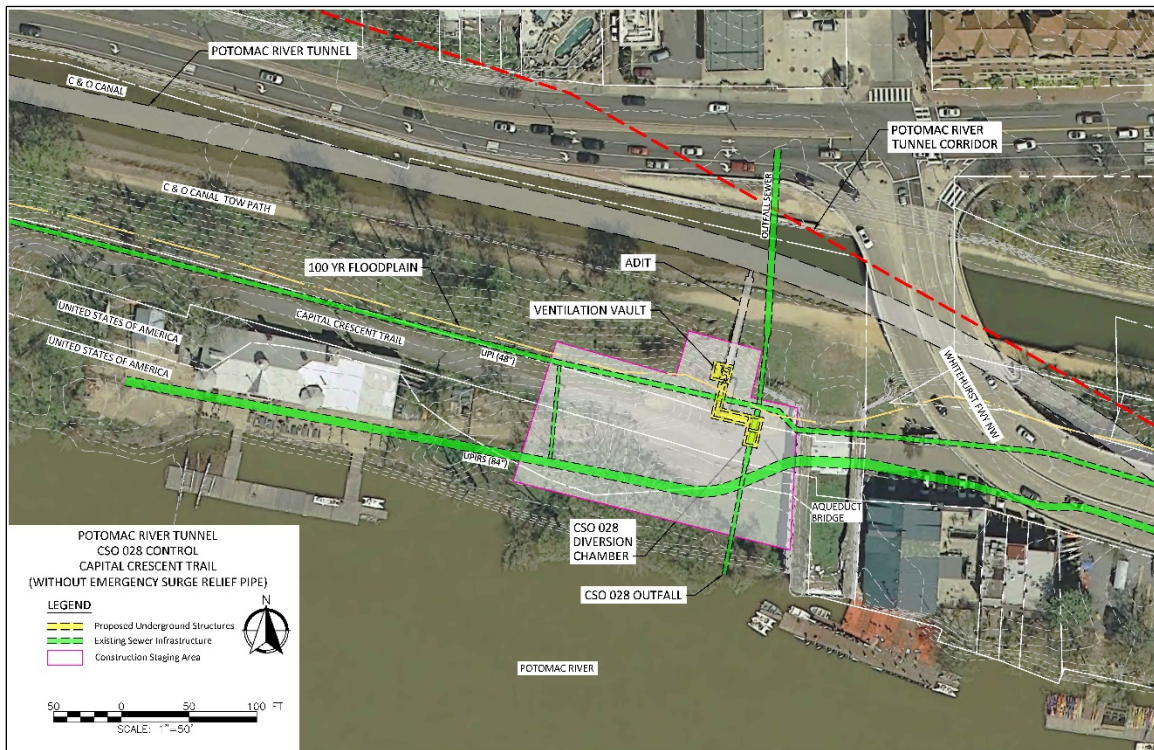 POTOMAC RIVER TUNNEL
C & O CANAL
POTOMAC RIVER
TUNNEL CORRIDOR
C & O CANAL TOW PATH
OUTFALL SEWER
ADIT
100 YR FLOODPLAIN
VENTILATION VAULT
UNITED STATES OF AMERICA
CAPITAL CRESCENT TRAIL
UNITED STATES OF AMERICA
UPI (48")
WHITEHURST FWY NW
UPIRS (84")
AQUEDUCT
BRIDGE
CSO 028
DIVERSION
CHAMBER
CSO 028 OUTFALL
POTOMAC RIVER
POTOMAC RIVER TUNNEL
CSO 028 CONTROL
CAPITAL CRESCENT TRAIL
(WITHOUT EMERGENCY SURGE RELIEF PIPE)
LEGEND
N
Proposed Underground Structures
Existing Sewer Infrastructure
Construction Staging Area
50 0 50 100 FT
SCALE: 1"=50'